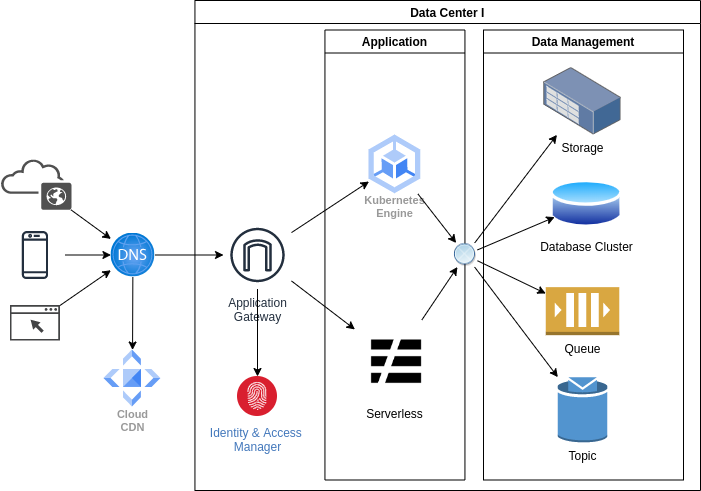 Data Center I
Application
Data Management
Storage
Kubernetes
Engine
Database Cluster
DNS
Application
Gateway
Queue
Serverless
Cloud
CDN
Identity & Access
Manager
Topic